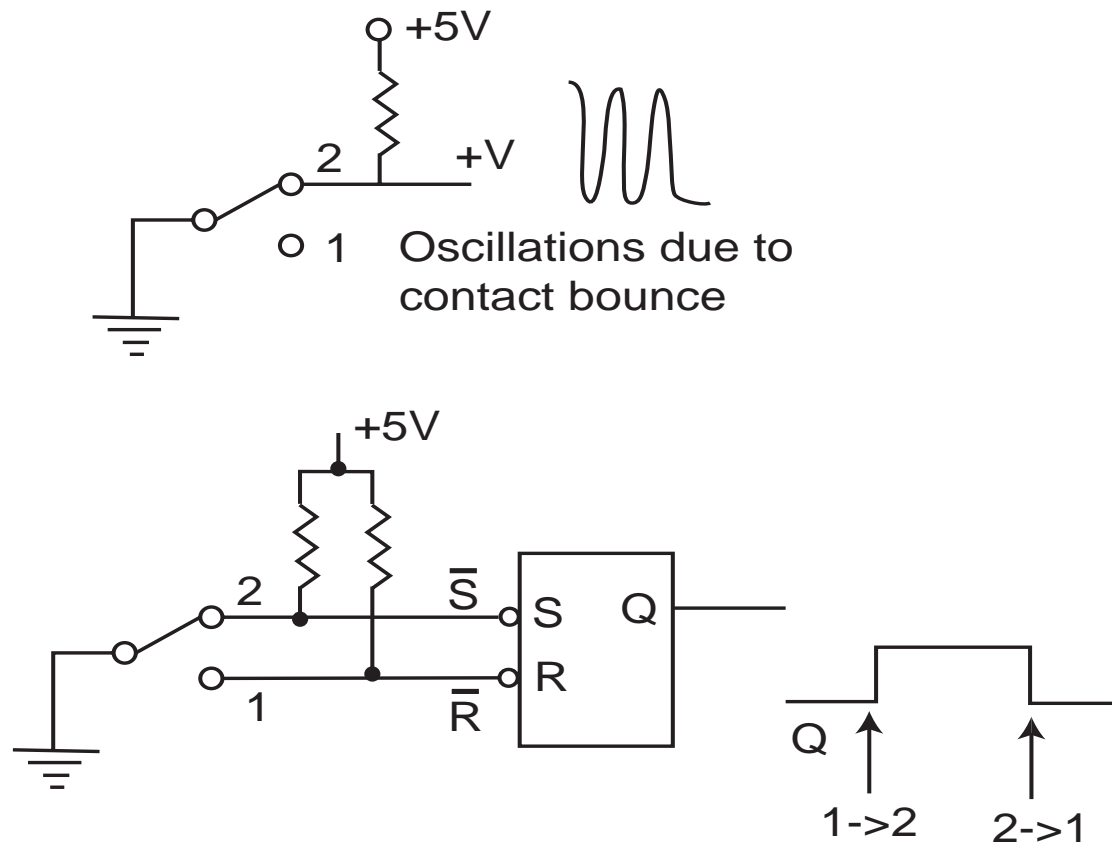 +5V
2
+V
1
Oscillations due to
contact bounce
+5V
2
S̅
S
Q
1
R̅
R
Q
1->2
2->1